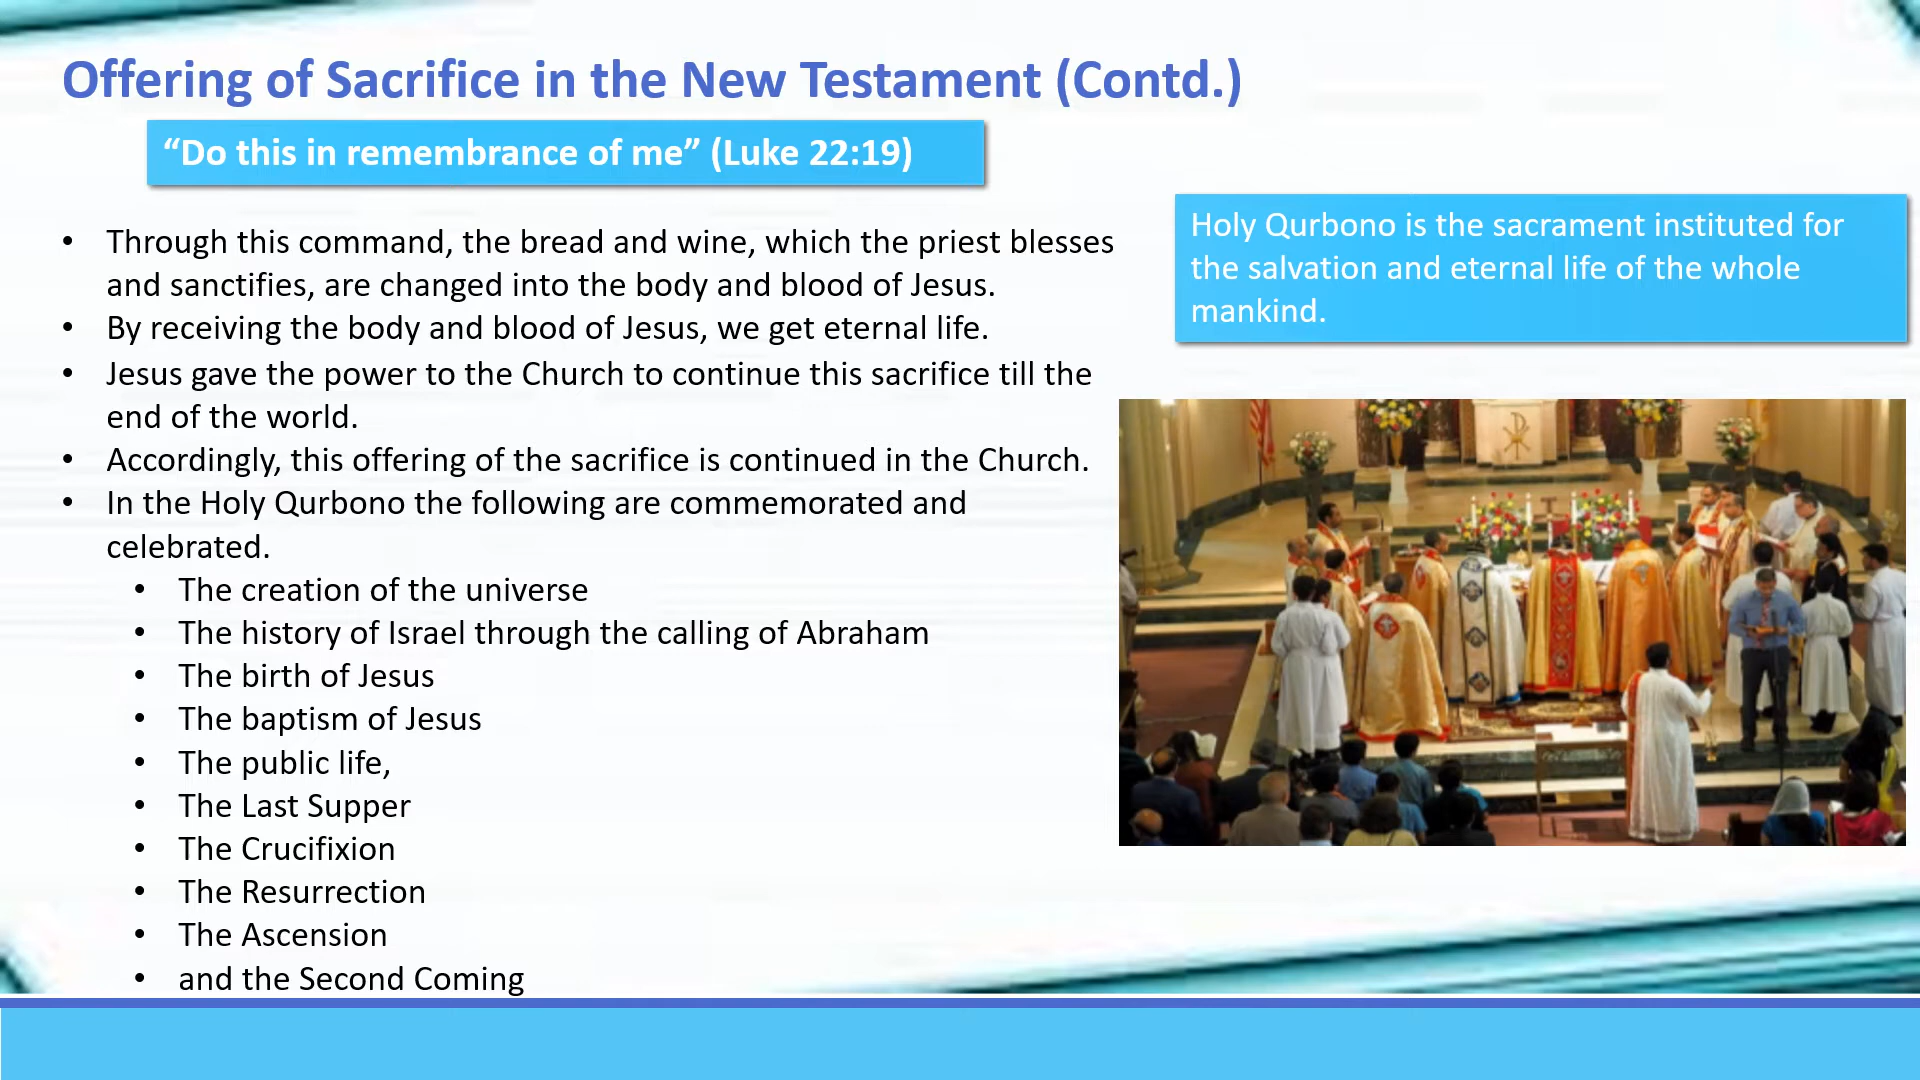 Offering of Sacrifice in the New Testament (Contd.)
“Do this in remembrance of me” (Luke 22:19)
• Through this command, the bread and wine, which the priest blesses
and sanctifies, are changed into the body and blood of Jesus.
• By receiving the body and blood of Jesus, we get eternal life.
• Jesus gave the power to the Church to continue this sacrifice till the
end of the world.
• Accordingly, this offering of the sacrifice is continued in the Church.
• In the Holy Qurbono the following are commemorated and
celebrated.
• The creation of the universe
• The history of Israel through the calling of Abraham
• The birth of Jesus
• The baptism of Jesus
• The public life,
• The Last Supper
• The Crucifixion
• The Resurrection
• The Ascension
• and the Second Coming
Holy Qurbono is the sacrament instituted for
the salvation and eternal life of the whole
mankind.